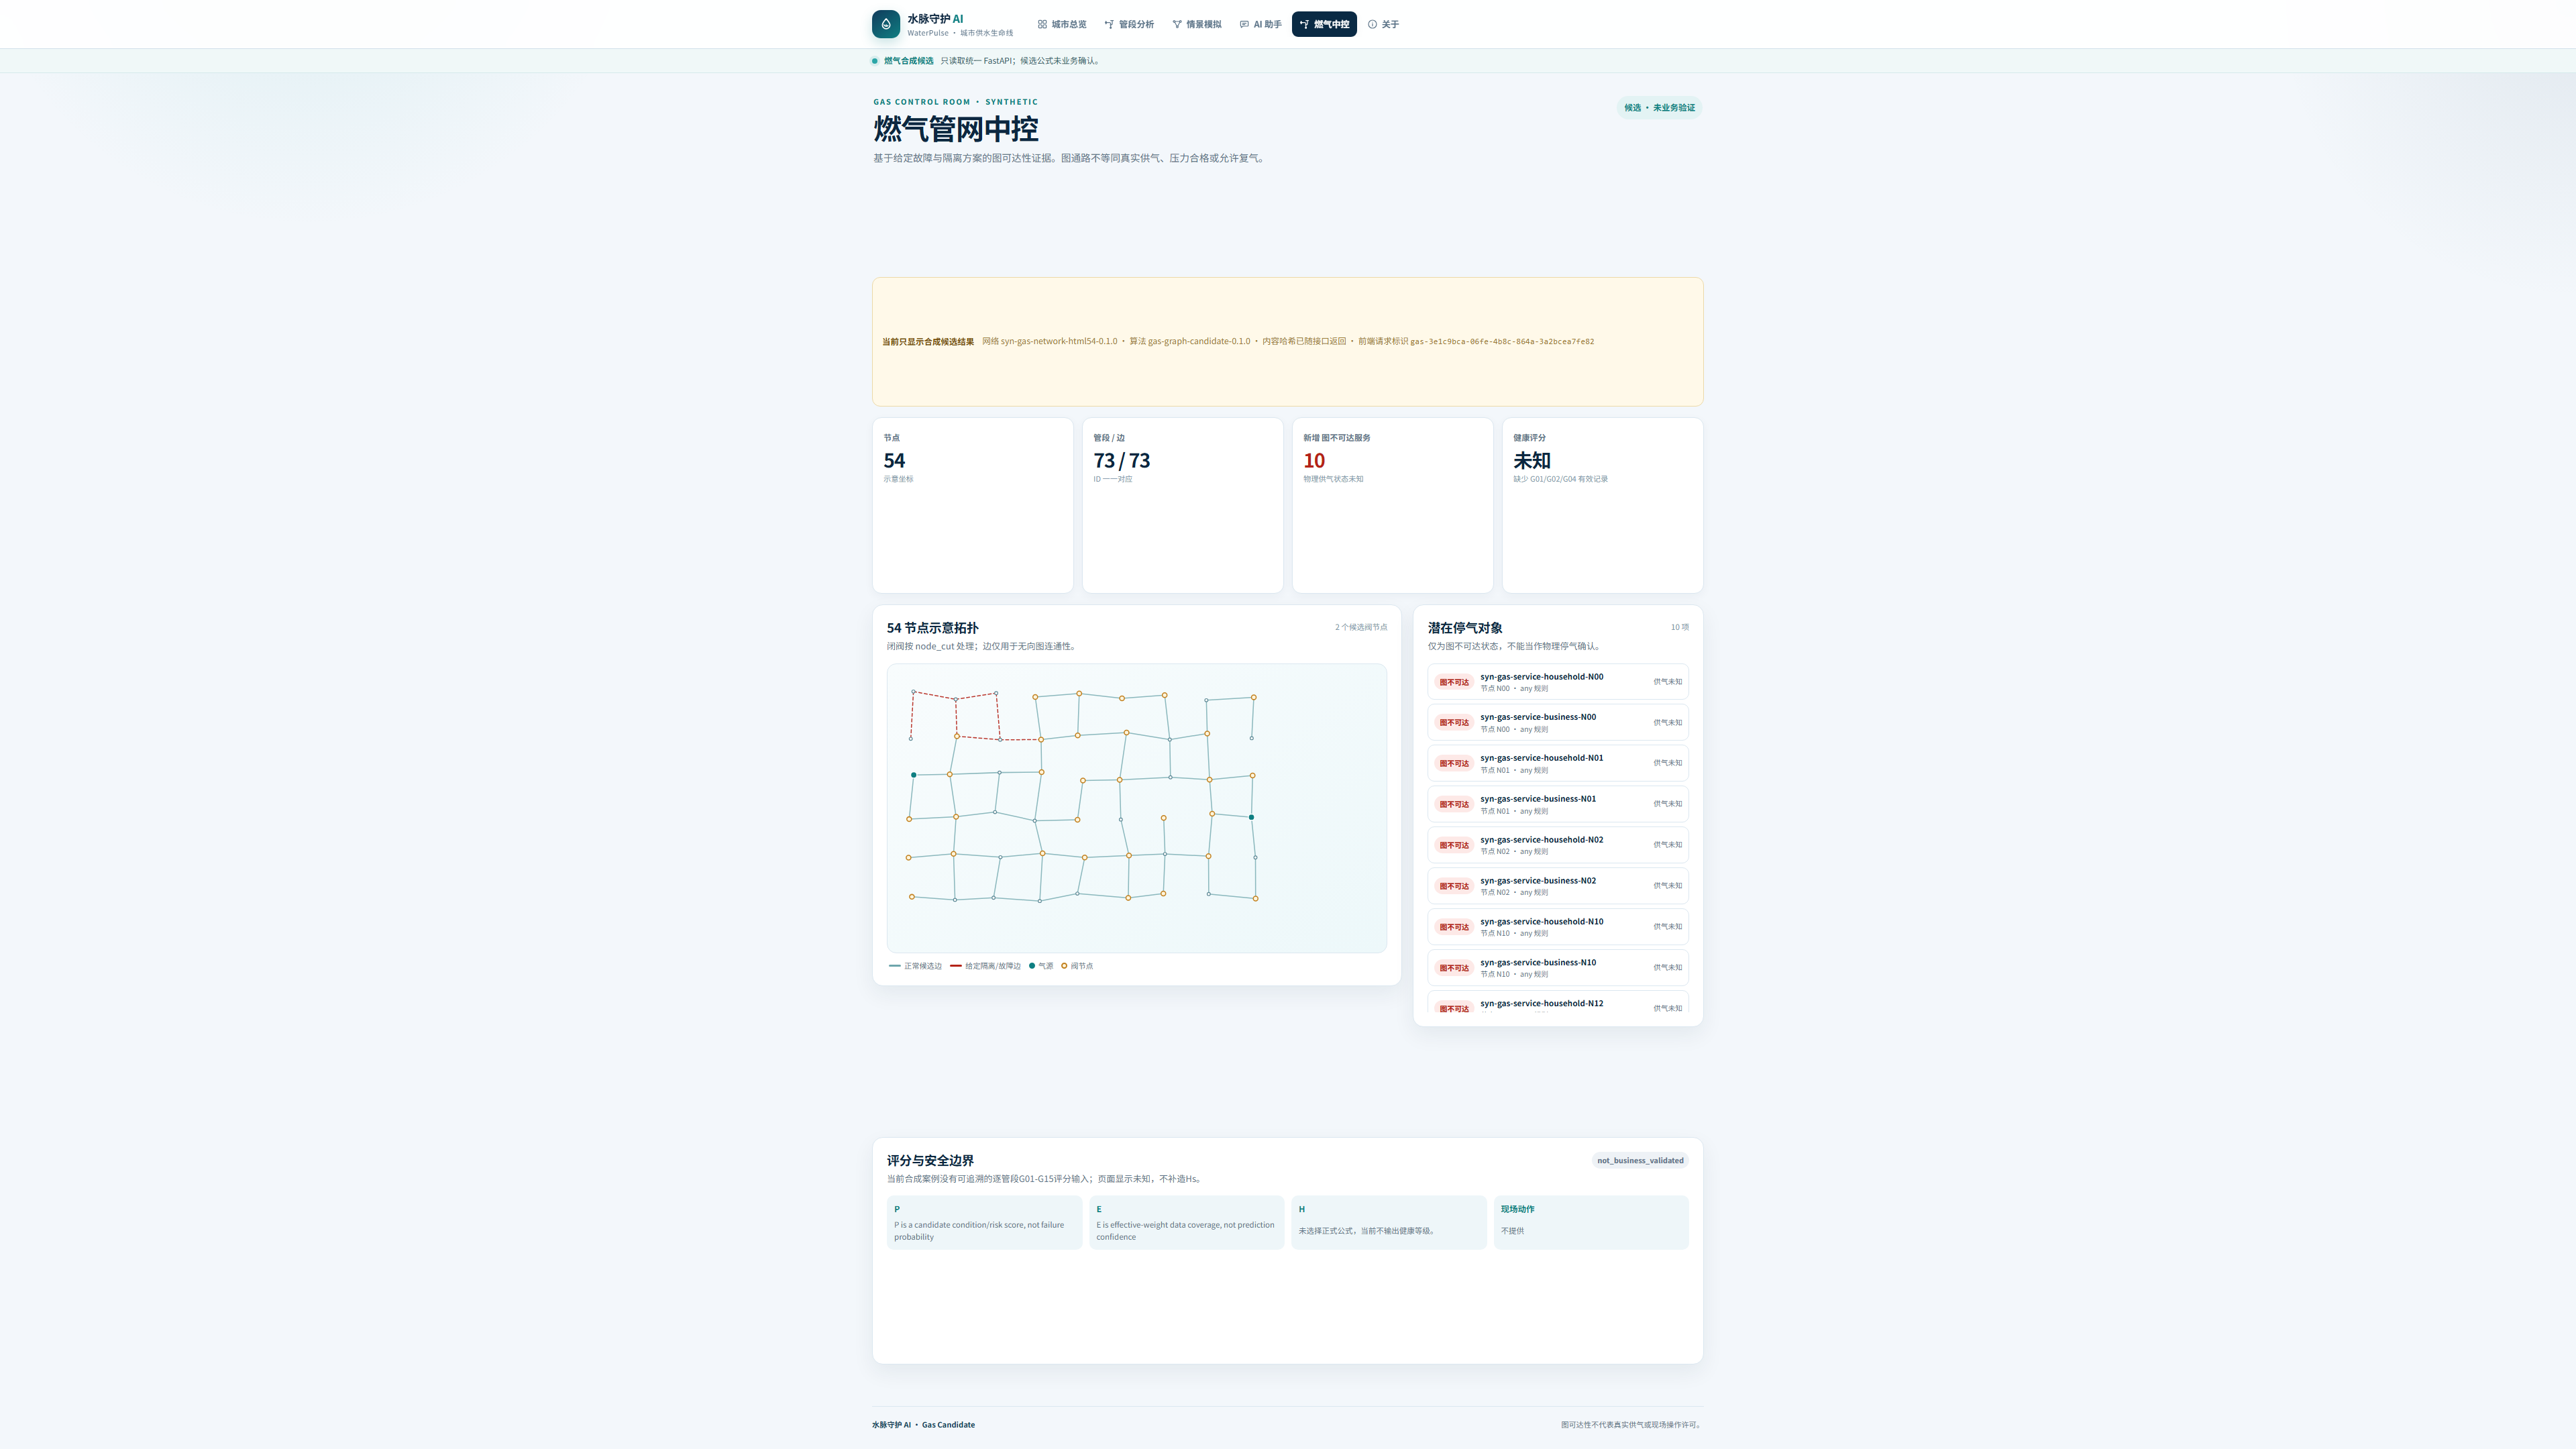 水脉守护 AI
WaterPulse · 城市供水生命线
城市总览
管段分析
情景模拟
AI 助手
燃气中控
关于
燃气合成候选 只读取统一 FastAPI；候选公式未业务确认。
GAS CONTROL ROOM · SYNTHETIC
候选 · 未业务验证
燃气管网中控
基于给定故障与隔离方案的图可达性证据。图通路不等同真实供气、压力合格或允许复气。
当前只显示合成候选结果 网络 syn-gas-network-html54-0.1.0 · 算法 gas-graph-candidate-0.1.0 · 内容哈希已随接口返回 · 前端请求标识 gas-3e1c9bca-06fe-4b8c-864a-3a2bcea7fe82
节点
54
示意坐标
管段 / 边
73 / 73
ID 一一对应
新增 图不可达服务
10
物理供气状态未知
健康评分
未知
缺少 G01/G02/G04 有效记录
54 节点示意拓扑
2 个候选阀节点
闭阀按 node_cut 处理；边仅用于无向图连通性。
正常候选边
给定隔离/故障边
气源
阀节点
潜在停气对象
10 项
仅为图不可达状态，不能当作物理停气确认。
图不可达
syn-gas-service-household-N00
节点 N00 · any 规则
供气未知
图不可达
syn-gas-service-business-N00
节点 N00 · any 规则
供气未知
图不可达
syn-gas-service-household-N01
节点 N01 · any 规则
供气未知
图不可达
syn-gas-service-business-N01
节点 N01 · any 规则
供气未知
图不可达
syn-gas-service-household-N02
节点 N02 · any 规则
供气未知
图不可达
syn-gas-service-business-N02
节点 N02 · any 规则
供气未知
图不可达
syn-gas-service-household-N10
节点 N10 · any 规则
供气未知
图不可达
syn-gas-service-business-N10
节点 N10 · any 规则
供气未知
图不可达
syn-gas-service-household-N12
供气未知
评分与安全边界
not_business_validated
当前合成案例没有可追溯的逐管段G01-G15评分输入；页面显示未知，不补造Hs。
P
P is a candidate condition/risk score, not failure
probability
E
E is effective-weight data coverage, not prediction
confidence
H
未选择正式公式，当前不输出健康等级。
现场动作
不提供
水脉守护 AI · Gas Candidate
图可达性不代表真实供气或现场操作许可。